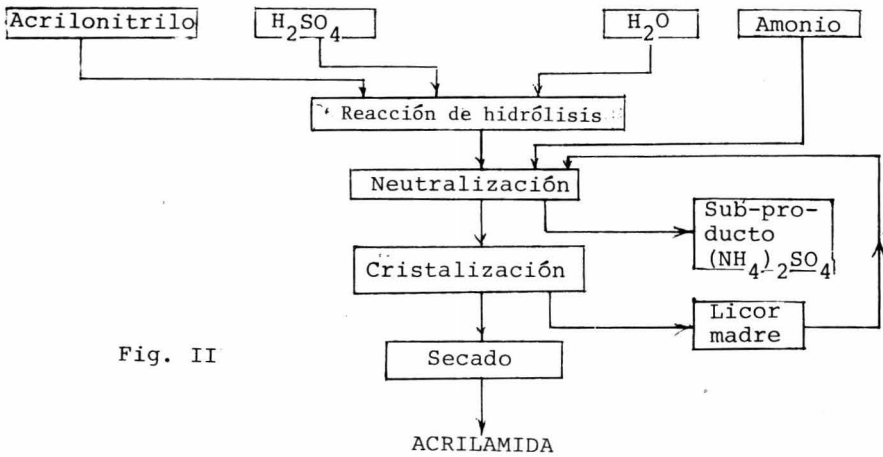 Acrilonitrilo
H2SO4
H2O
Amonio
Reacción de hidrólisis
Neutralización
Sub-pro-
ducto
(NH4)2SO4
Cristalización
Licor
madre
Fig. II
Secado
ACRILAMIDA